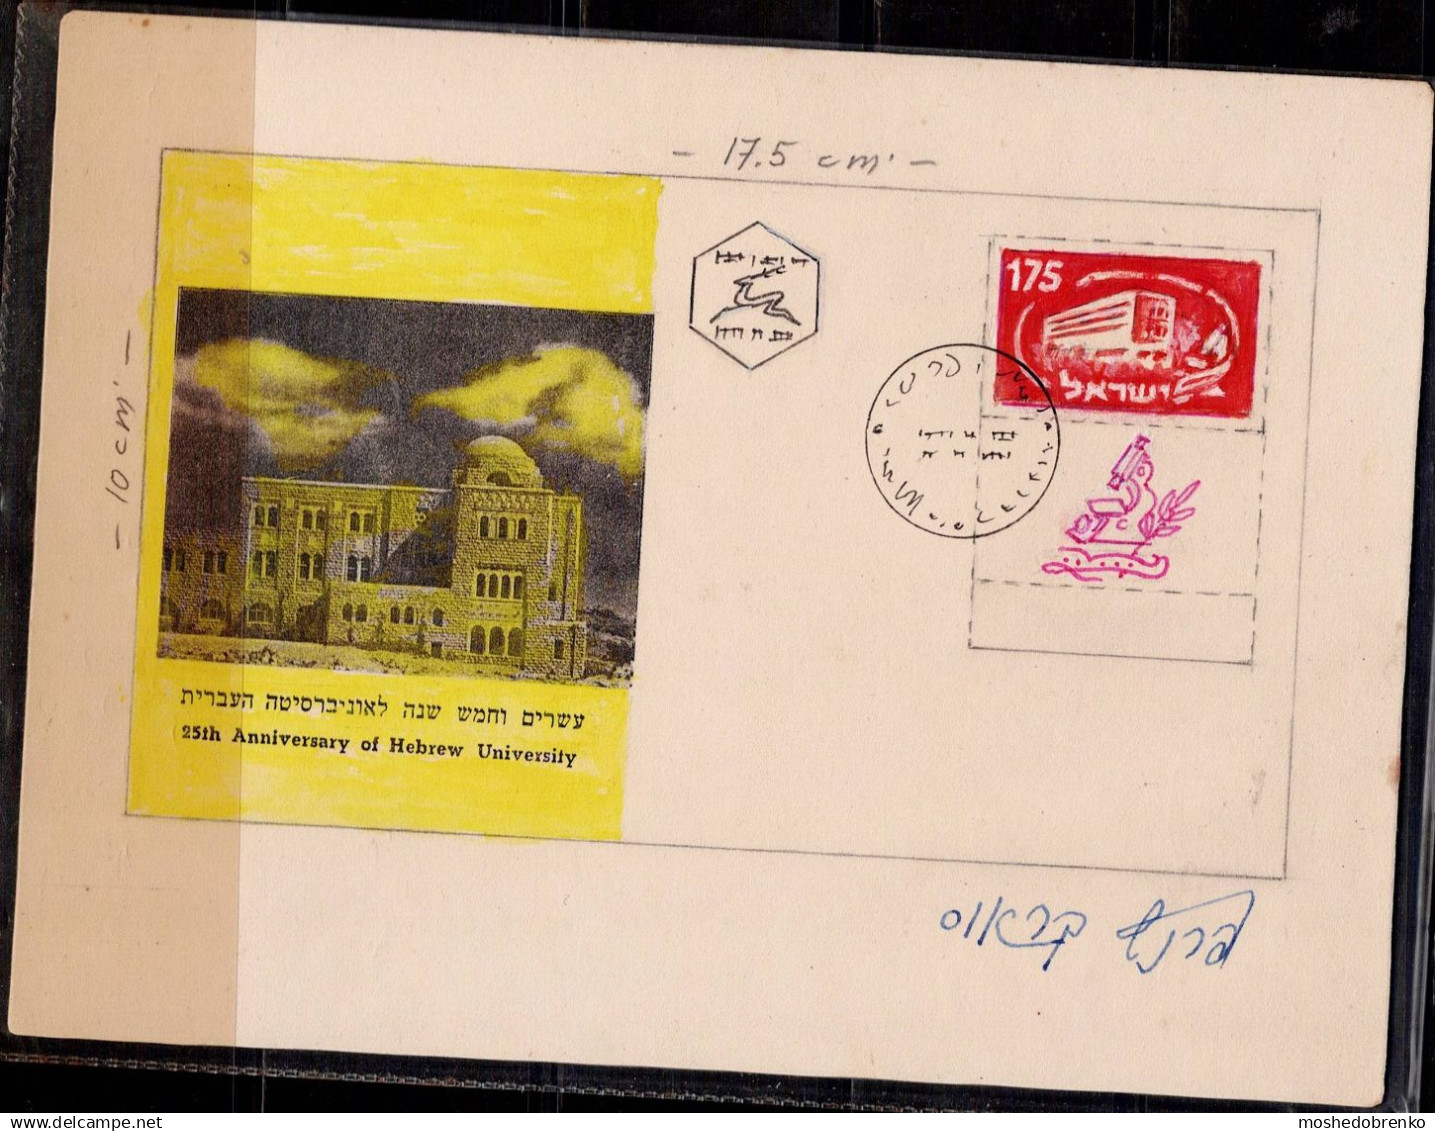 - 17.5 cm' -
- 10 cm' -
175
ישראל
עשרים וחמש שנה לאוניברסיטה העברית
25th Anniversary of Hebrew University
delcampe.net
moshedobrenko